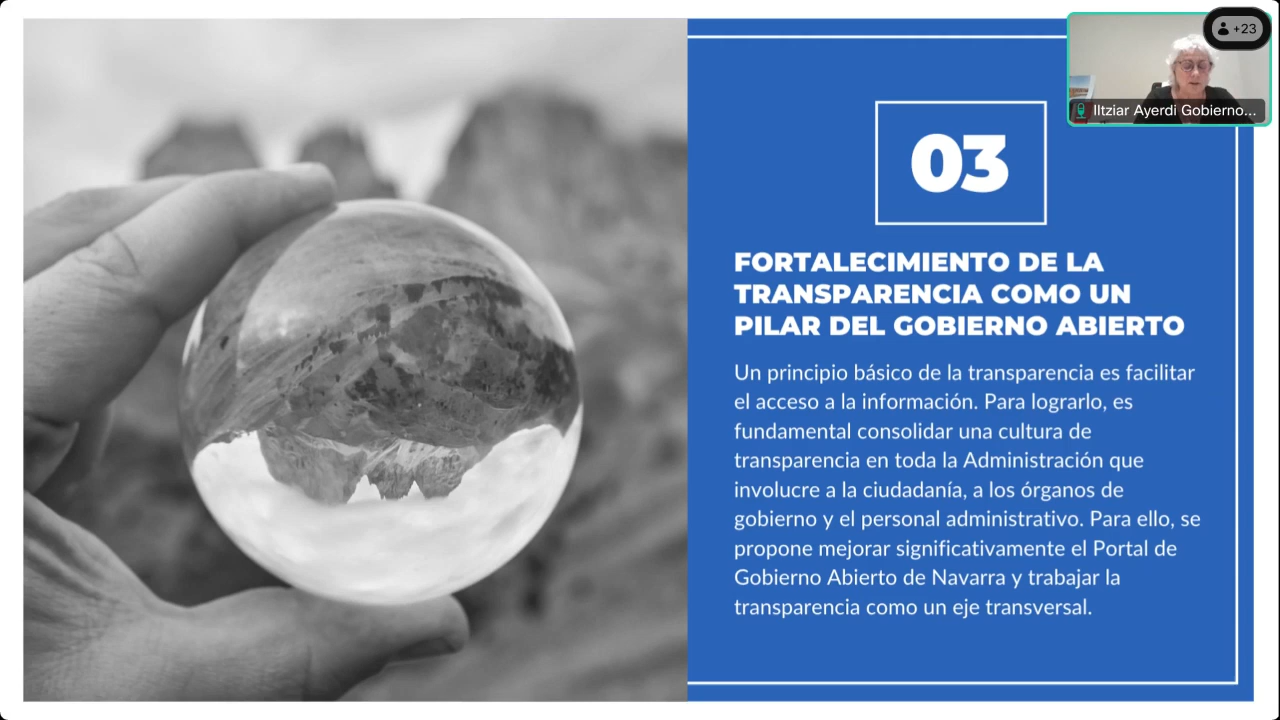 +23
Iltziar Ayerdi Gobierno...
03
FORTALECIMIENTO DE LA
TRANSPARENCIA COMO UN
PILAR DEL GOBIERNO ABIERTO
Un principio básico de la transparencia es facilitar
el acceso a la información. Para lograrlo, es
fundamental consolidar una cultura de
transparencia en toda la Administración que
involucre a la ciudadanía, a los órganos de
gobierno y el personal administrativo. Para ello, se
propone mejorar significativamente el Portal de
Gobierno Abierto de Navarra y trabajar la
transparencia como un eje transversal.